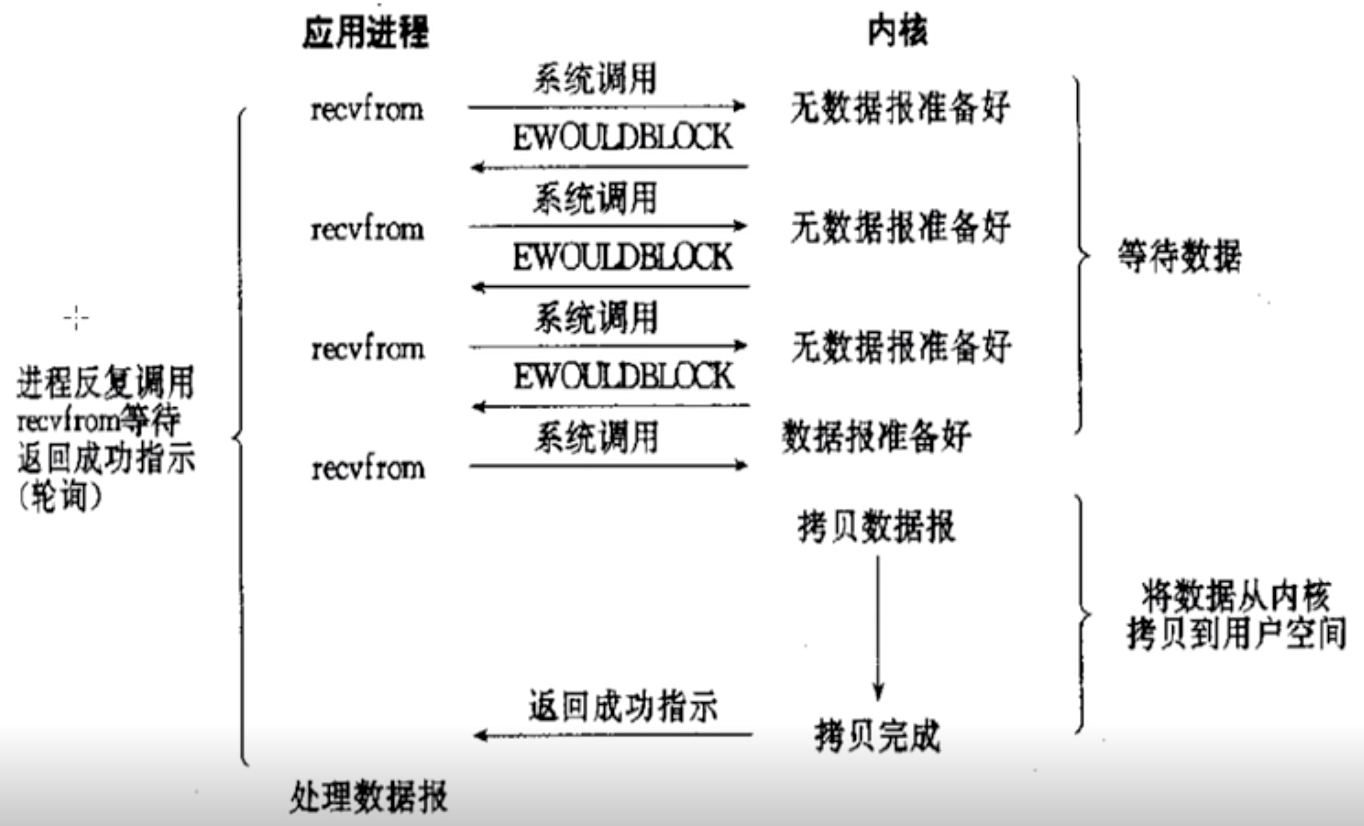 应用进程 内核
系统调用
recvfrom 无数据报准备好
EWOULDBLOCK
系统调用
recvfrom 无数据报准备好
EWOULDBLOCK
等待数据
系统调用
recvfrom 无数据报准备好
EWOULDBLOCK
进程反复调用
recvfrom等待
返回成功指示
(轮询)
系统调用
数据报准备好
recvfrom
拷贝数据报
将数据从内核
拷贝到用户空间
返回成功指示
拷贝完成
处理数据报